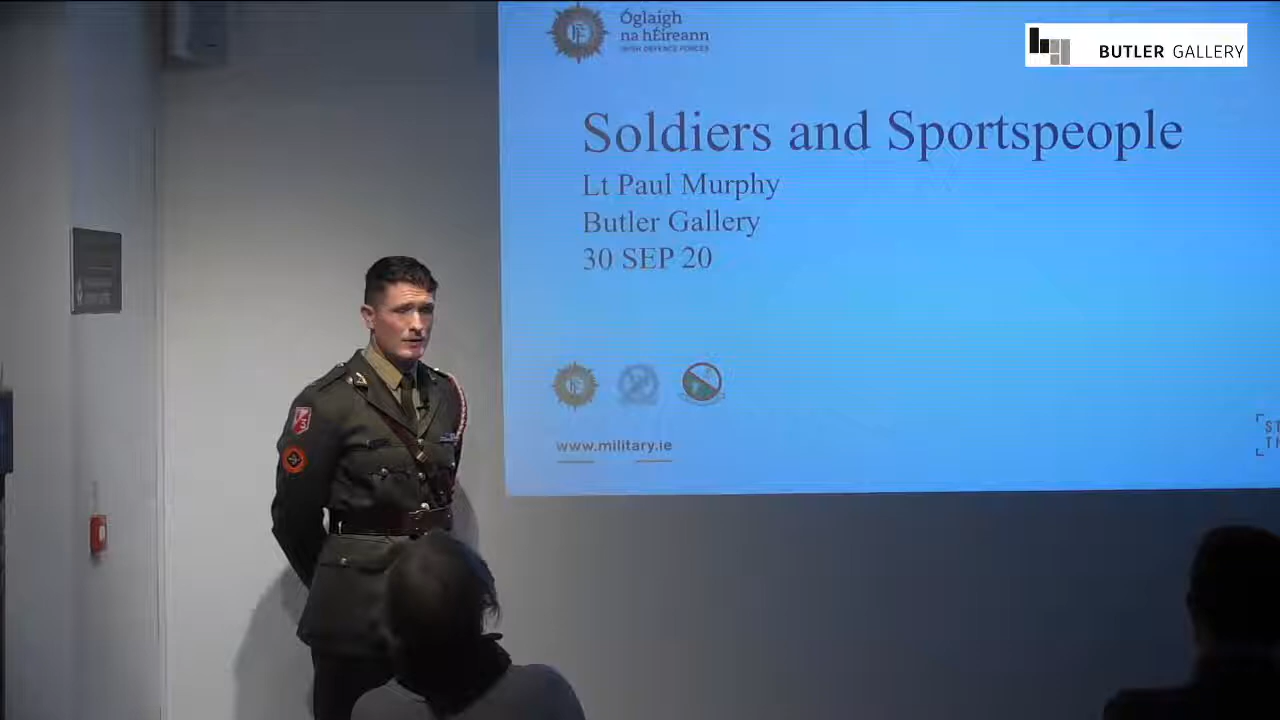 Óglaigh
na hÉireann
IRISH DEFENCE FORCES
BUTLER GALLERY
Soldiers and Sportspeople
Lt Paul Murphy
Butler Gallery
30 SEP 20
www.military.ie
3